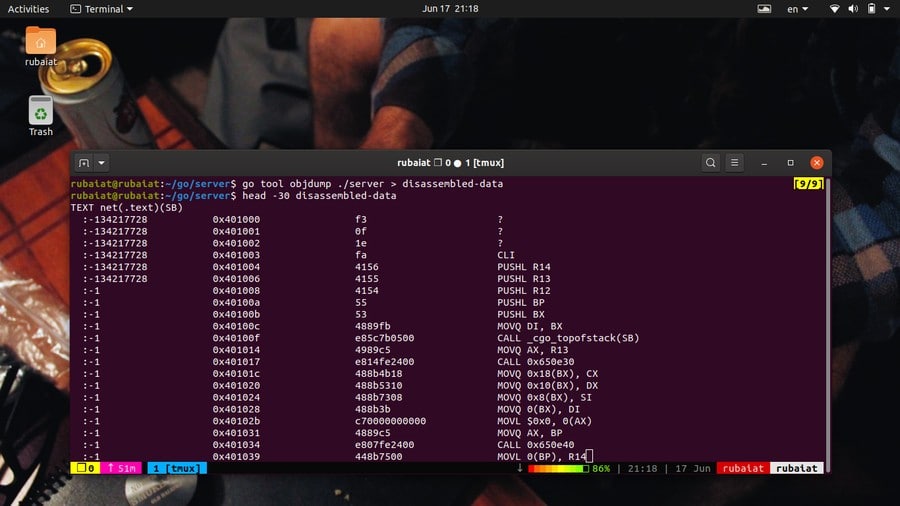 Activities Terminal Jun 17 21:18 en
rubaiat
Trash
rubaiat ❐ 0 ● 1 [tmux]
rubaiat@rubaiat:~/go/server$ go tool objdump ./server > disassembled-data [9/9]
rubaiat@rubaiat:~/go/server$ head -30 disassembled-data
TEXT net(.text)(SB)
:-134217728 0x401000 f3 ?
:-134217728 0x401001 0f ?
:-134217728 0x401002 1e ?
:-134217728 0x401003 fa CLI
:-134217728 0x401004 4156 PUSHL R14
:-134217728 0x401006 4155 PUSHL R13
:-1 0x401008 4154 PUSHL R12
:-1 0x40100a 55 PUSHL BP
:-1 0x40100b 53 PUSHL BX
:-1 0x40100c 4889fb MOVQ DI, BX
:-1 0x40100f e85c7b0500 CALL _cgo_topofstack(SB)
:-1 0x401014 4989c5 MOVQ AX, R13
:-1 0x401017 e814fe2400 CALL 0x650e30
:-1 0x40101c 488b4b18 MOVQ 0x18(BX), CX
:-1 0x401020 488b5310 MOVQ 0x10(BX), DX
:-1 0x401024 488b7308 MOVQ 0x8(BX), SI
:-1 0x401028 488b3b MOVQ 0(BX), DI
:-1 0x40102b c70000000000 MOVL $0x0, 0(AX)
:-1 0x401031 4889c5 MOVQ AX, BP
:-1 0x401034 e807fe2400 CALL 0x650e40
:-1 0x401039 448b7500 MOVL 0(BP), R14
❐ 0 ↑ 51m 1 [tmux] ↓ 86% | 21:18 | 17 Jun rubaiat rubaiat